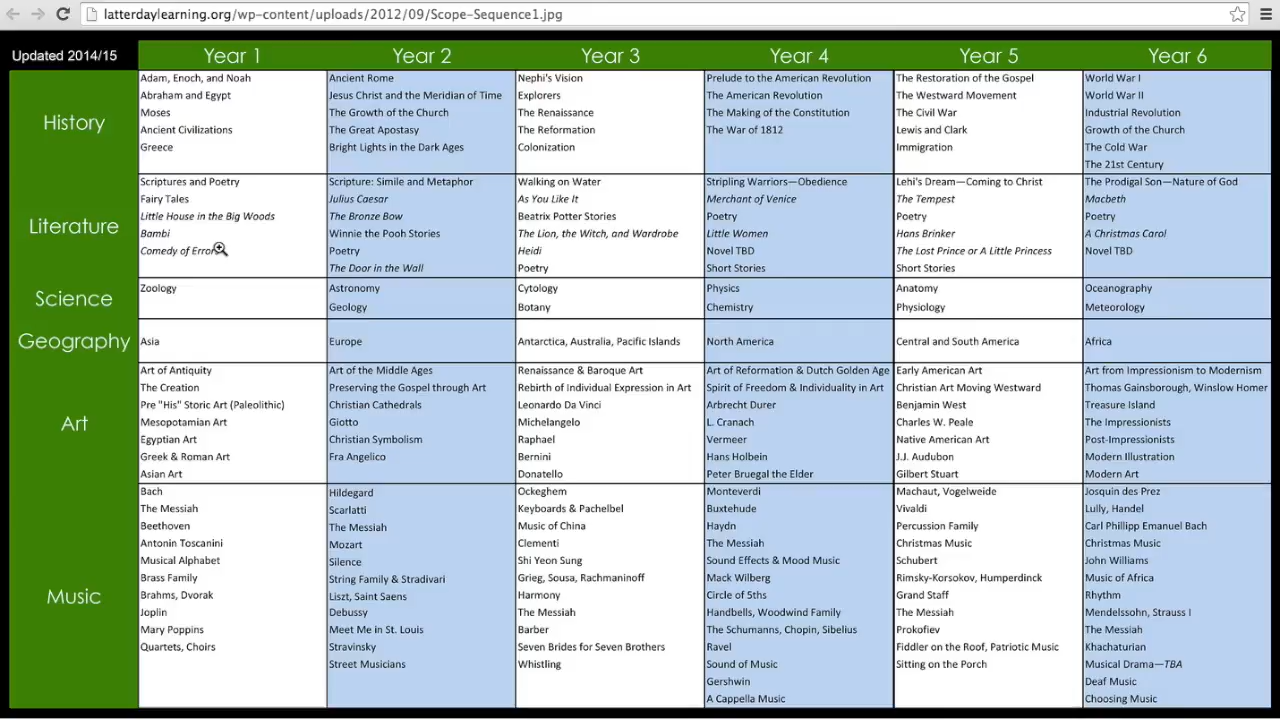 latterdaylearning.org/wp-content/uploads/2012/09/Scope-Sequence1.jpg
Updated 2014/15
Year 1
Year 2
Year 3
Year 4
Year 5
Year 6
History
Adam, Enoch, and Noah
Abraham and Egypt
Moses
Ancient Civilizations
Greece
Ancient Rome
Jesus Christ and the Meridian of Time
The Growth of the Church
The Great Apostasy
Bright Lights in the Dark Ages
Nephi's Vision
Explorers
The Renaissance
The Reformation
Colonization
Prelude to the American Revolution
The American Revolution
The Making of the Constitution
The War of 1812
The Restoration of the Gospel
The Westward Movement
The Civil War
Lewis and Clark
Immigration
World War I
World War II
Industrial Revolution
Growth of the Church
The Cold War
The 21st Century
Literature
Scriptures and Poetry
Fairy Tales
Little House in the Big Woods
Bambi
Comedy of Errors
Scripture: Simile and Metaphor
Julius Caesar
The Bronze Bow
Winnie the Pooh Stories
Poetry
The Door in the Wall
Walking on Water
As You Like It
Beatrix Potter Stories
The Lion, the Witch, and Wardrobe
Heidi
Poetry
Stripling Warriors—Obedience
Merchant of Venice
Poetry
Little Women
Novel TBD
Short Stories
Lehi's Dream—Coming to Christ
The Tempest
Poetry
Hans Brinker
The Lost Prince or A Little Princess
Short Stories
The Prodigal Son—Nature of God
Macbeth
Poetry
A Christmas Carol
Novel TBD
Science
Zoology
Astronomy
Geology
Cytology
Botany
Physics
Chemistry
Anatomy
Physiology
Oceanography
Meteorology
Geography
Asia
Europe
Antarctica, Australia, Pacific Islands
North America
Central and South America
Africa
Art
Art of Antiquity
The Creation
Pre "His" Storic Art (Paleolithic)
Mesopotamian Art
Egyptian Art
Greek & Roman Art
Asian Art
Art of the Middle Ages
Preserving the Gospel through Art
Christian Cathedrals
Giotto
Christian Symbolism
Fra Angelico
Renaissance & Baroque Art
Rebirth of Individual Expression in Art
Leonardo Da Vinci
Michelangelo
Raphael
Bernini
Donatello
Art of Reformation & Dutch Golden Age
Spirit of Freedom & Individuality in Art
Arbrecht Durer
L. Cranach
Vermeer
Hans Holbein
Peter Bruegal the Elder
Early American Art
Christian Art Moving Westward
Benjamin West
Charles W. Peale
Native American Art
J.J. Audubon
Gilbert Stuart
Art from Impressionism to Modernism
Thomas Gainsborough, Winslow Homer
Treasure Island
The Impressionists
Post-Impressionists
Modern Illustration
Modern Art
Music
Bach
The Messiah
Beethoven
Antonin Toscanini
Musical Alphabet
Brass Family
Brahms, Dvorak
Joplin
Mary Poppins
Quartets, Choirs
Hildegard
Scarlatti
The Messiah
Mozart
Silence
String Family & Stradivari
Liszt, Saint Saens
Debussy
Meet Me in St. Louis
Stravinsky
Street Musicians
Ockeghem
Keyboards & Pachelbel
Music of China
Clementi
Shi Yeon Sung
Grieg, Sousa, Rachmaninoff
Harmony
The Messiah
Barber
Seven Brides for Seven Brothers
Whistling
Monteverdi
Buxtehude
Haydn
The Messiah
Sound Effects & Mood Music
Mack Wilberg
Circle of 5ths
Handbells, Woodwind Family
The Schumanns, Chopin, Sibelius
Ravel
Sound of Music
Gershwin
A Cappella Music
Machaut, Vogelweide
Vivaldi
Percussion Family
Christmas Music
Schubert
Rimsky-Korsokov, Humperdinck
Grand Staff
The Messiah
Prokofiev
Fiddler on the Roof, Patriotic Music
Sitting on the Porch
Josquin des Prez
Lully, Handel
Carl Phillipp Emanuel Bach
Christmas Music
John Williams
Music of Africa
Rhythm
Mendelssohn, Strauss I
The Messiah
Khachaturian
Musical Drama—TBA
Deaf Music
Choosing Music